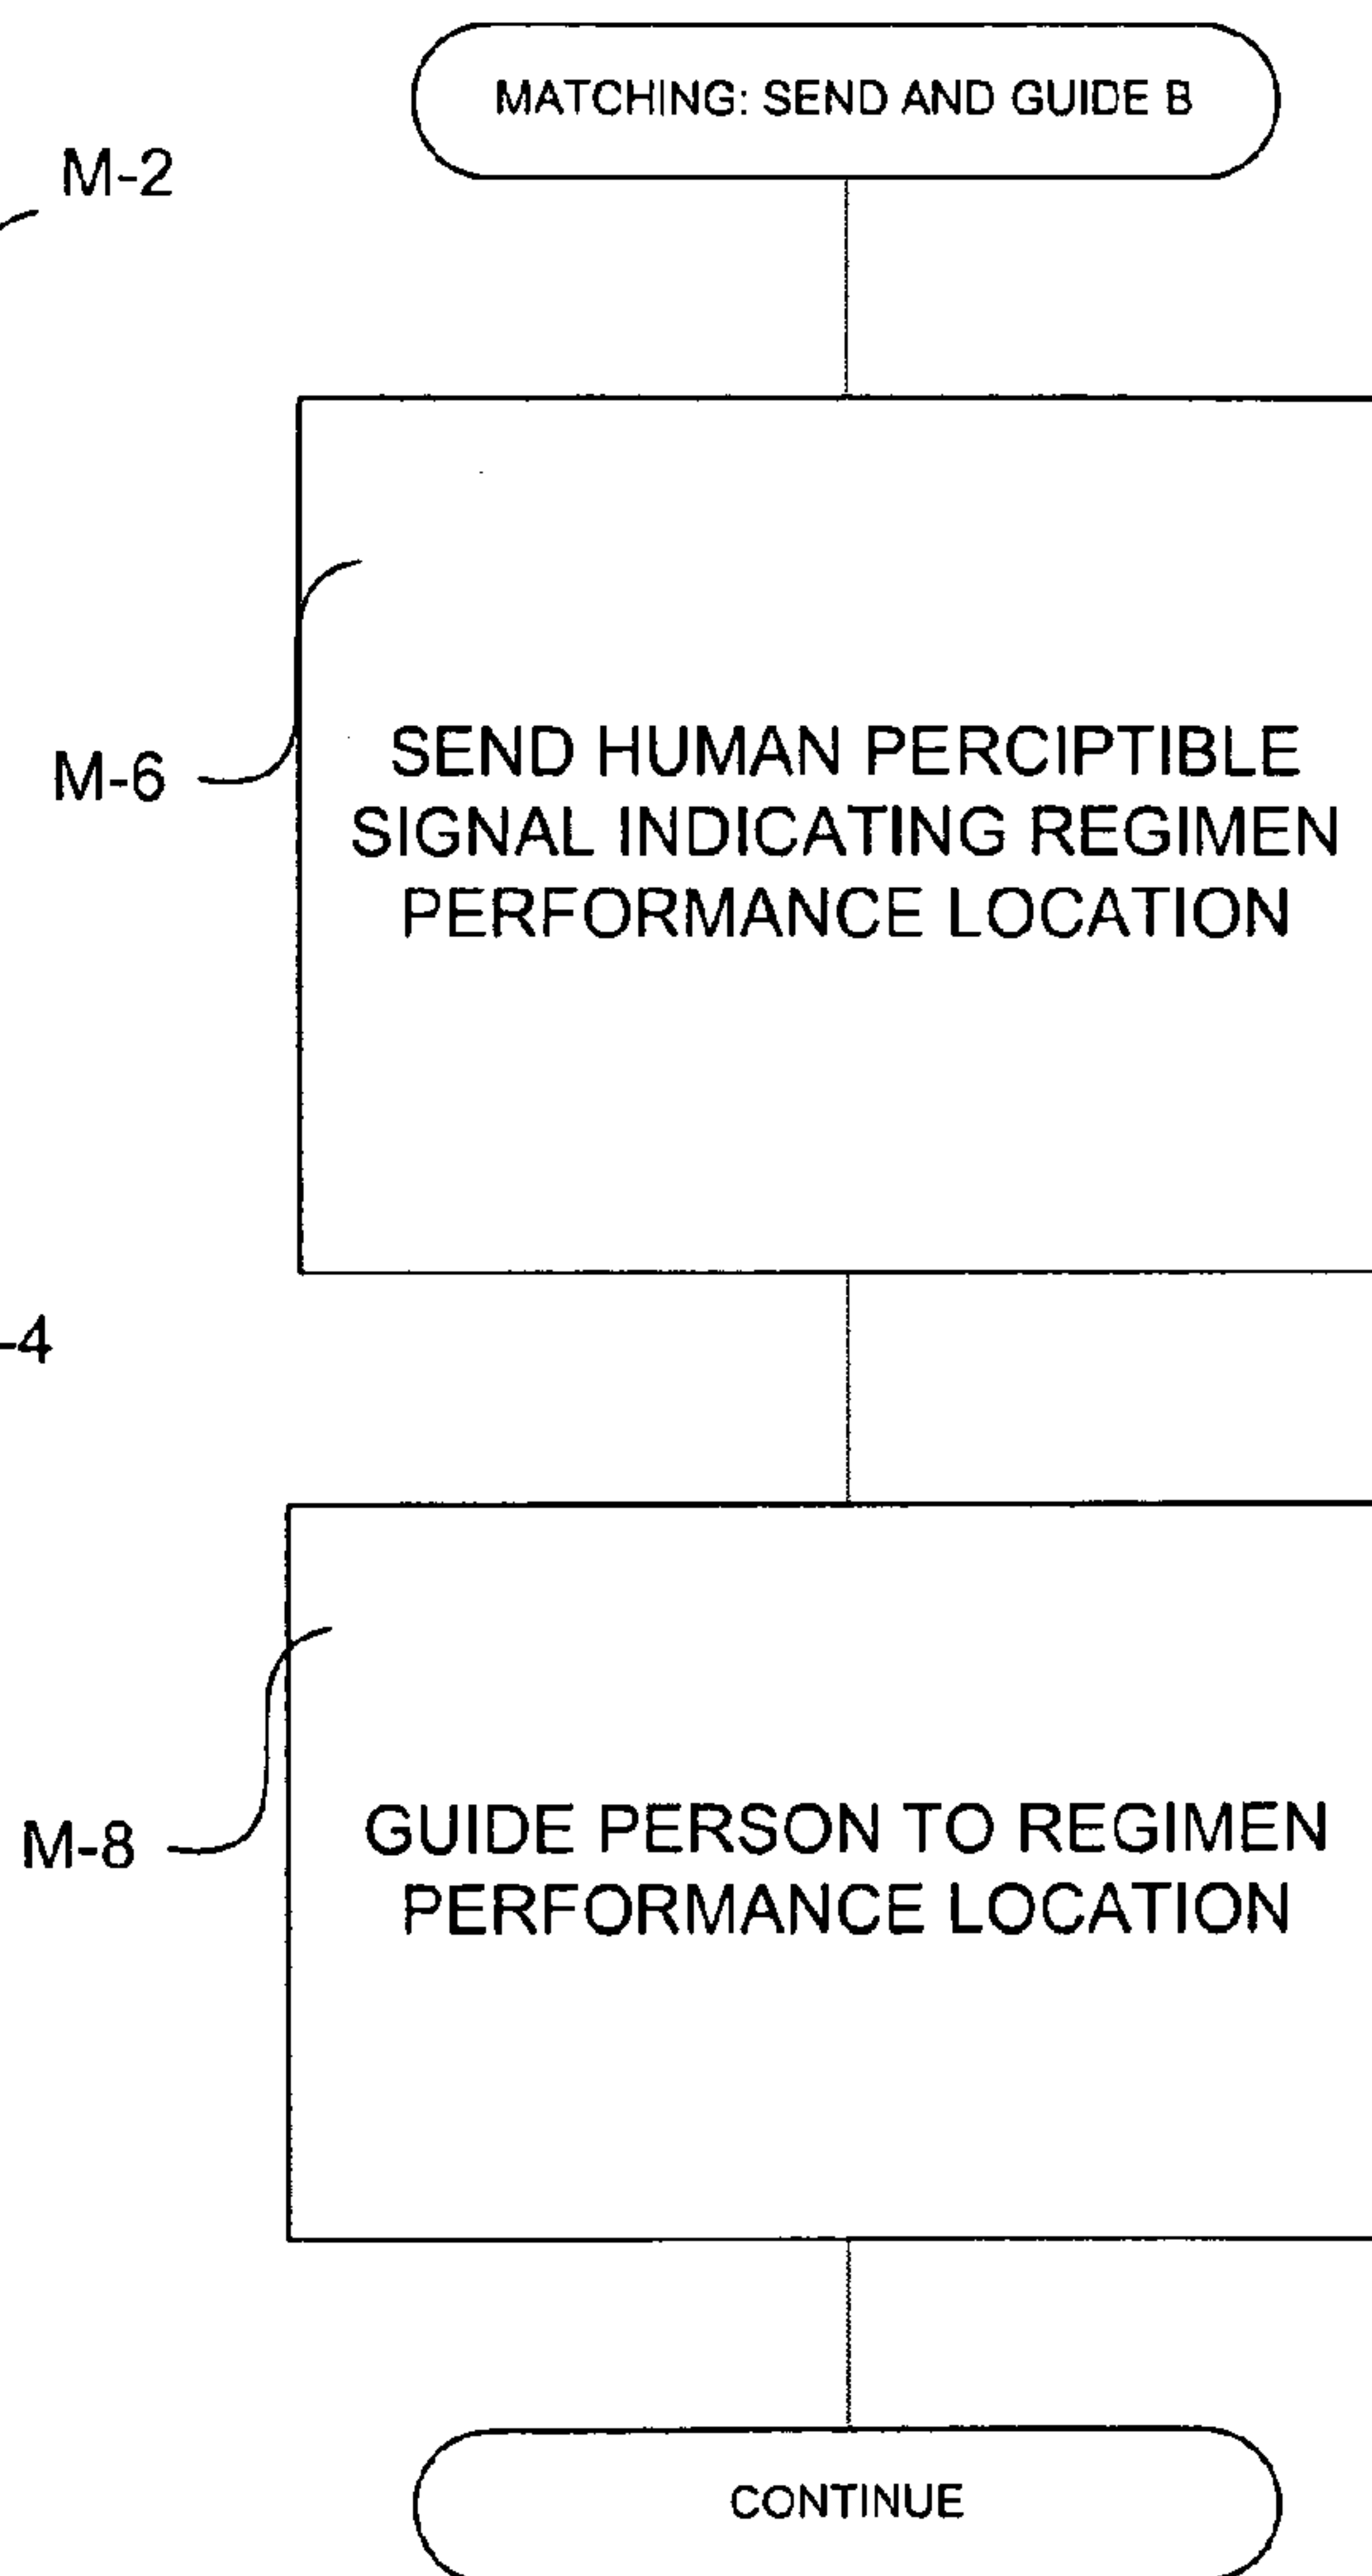 MATCHING: SEND AND GUIDE B
M-2
SEND HUMAN PERCIPTIBLE
SIGNAL INDICATING REGIMEN
PERFORMANCE LOCATION
M-6
-4
GUIDE PERSON TO REGIMEN
PERFORMANCE LOCATION
M-8
CONTINUE